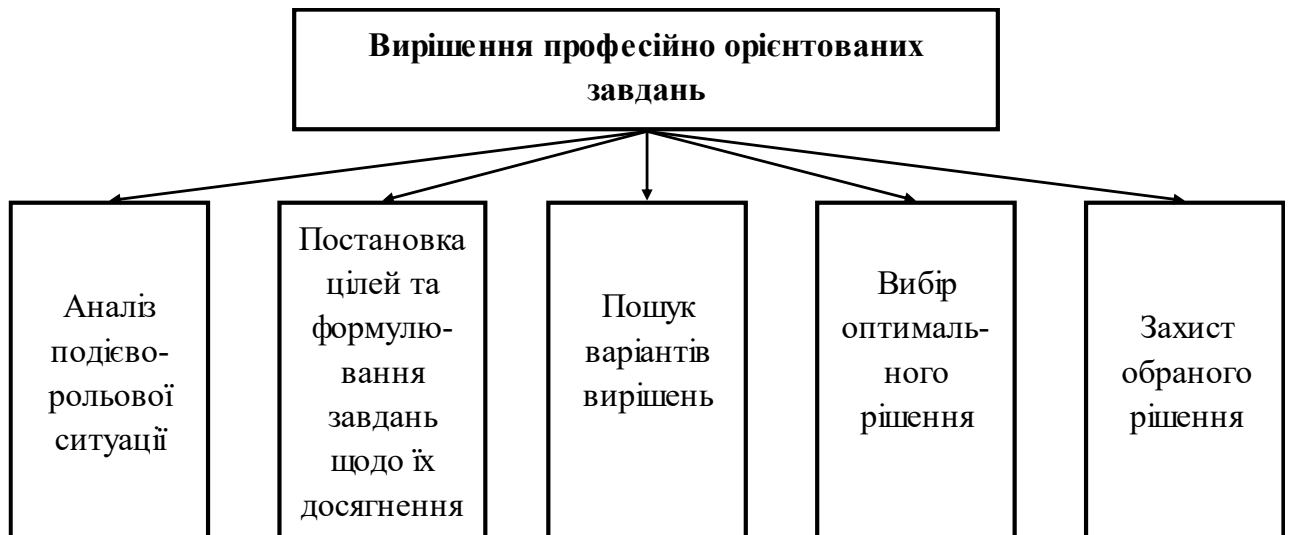 Вирішення професійно орієнтованих
завдань
Аналіз
подієво-
рольової
ситуації
Постановка
цілей та
формулю-
вання
завдань
щодо їх
досягнення
Пошук
варіантів
вирішень
Вибір
оптималь-
ного
рішення
Захист
обраного
рішення